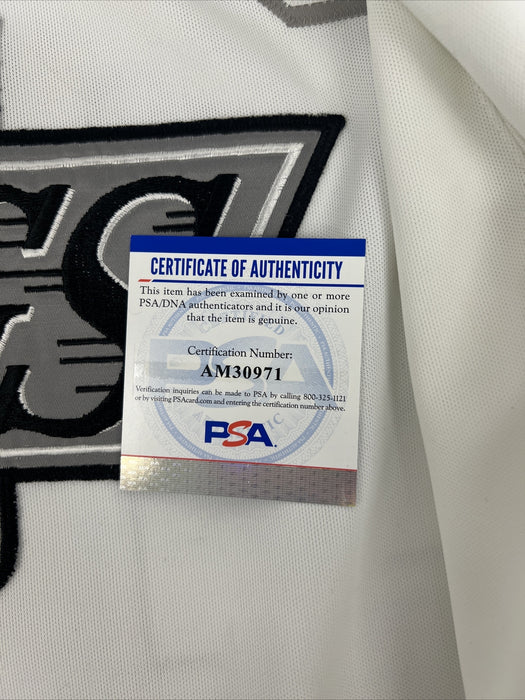 GS
CERTIFICATE OF AUTHENTICITY
This item has been examined by one or more
PSA/DNA authenticators and it is our opinion
that the item is genuine.
Certification Number:
AM30971
Verification inquiries can be made to PSA by calling 800-325-1121
or by visiting PSAcard.com and entering the certification number above.
PSA